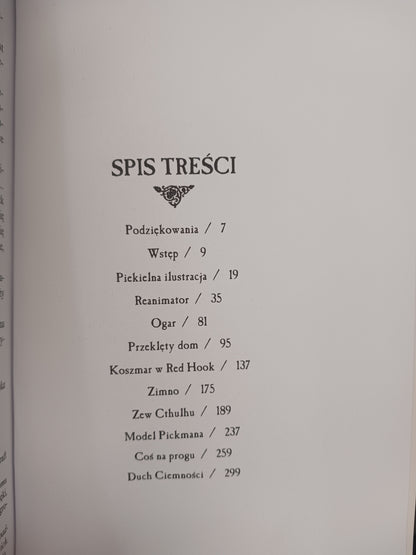 SPIS TREŚCI
Podziękowania / 7
Wstęp / 9
Piekielna ilustracja / 19
Reanimator / 35
Ogar / 81
Przeklęty dom / 95
Koszmar w Red Hook / 137
Zimno / 175
Zew Cthulhu / 189
Model Pickmana / 237
Coś na progu / 259
Duch Ciemności / 299